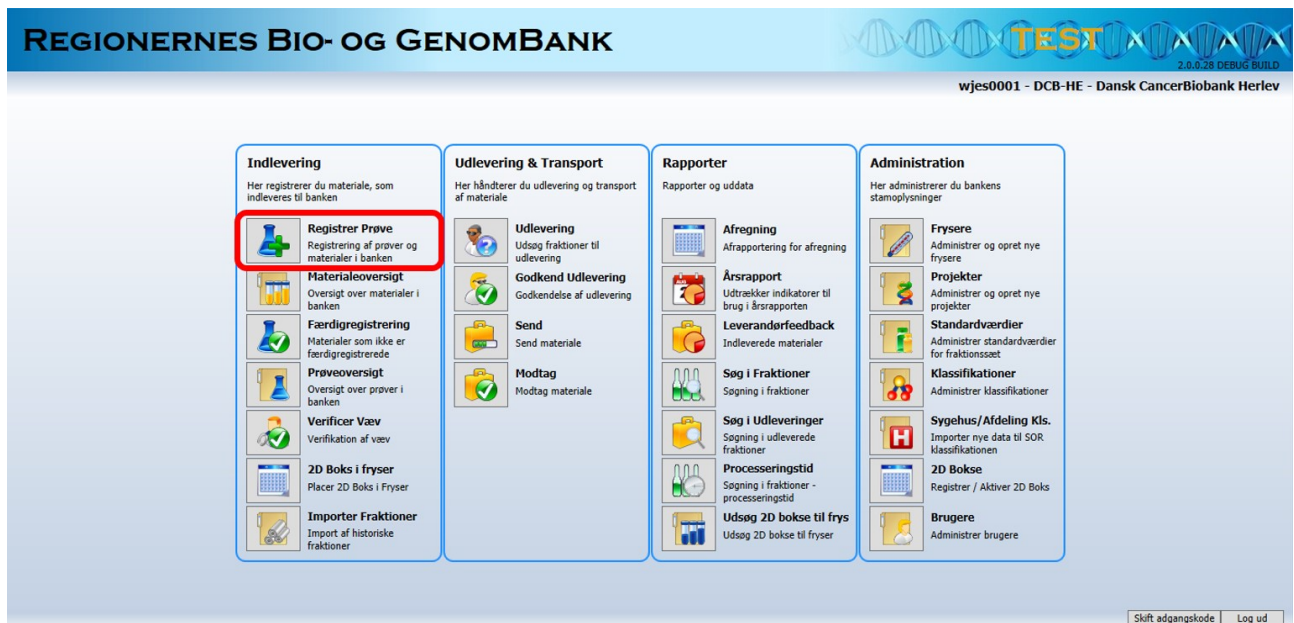 REGIONERNES BIO- OG GENOMBANK
TEST
2.0.0.28 DEBUG BUILD
wjes0001 - DCB-HE - Dansk CancerBiobank Herlev
Indlevering
Her registrerer du materiale, som
indleveres til banken
Registrer Prøve
Registrering af prøver og
materialer i banken
Materialeoversigt
Oversigt over materialer i
banken
Færdigregistrering
Materialer som ikke er
færdigregistrerede
Prøveoversigt
Oversigt over prøver i
banken
Verificer Væv
Verifikation af væv
2D Boks i fryser
Placer 2D Boks i Fryser
Importer Fraktioner
Import af historiske
fraktioner
Udlevering & Transport
Her håndterer du udlevering og transport
af materiale
Udlevering
Udsøg fraktioner til
udlevering
Godkend Udlevering
Godkendelse af udlevering
Send
Send materiale
Modtag
Modtag materiale
Rapporter
Rapporter og uddata
Afregning
Afrapportering for afregning
Årsrapport
Udtrækker indikatorer til
brug i årsrapporten
Leverandørfeedback
Indleverede materialer
Søg i Fraktioner
Søgning i fraktioner
Søg i Udleveringer
Søgning i udleverede
fraktioner
Processeringstid
Søgning i fraktioner -
processeringstid
Udsøg 2D bokse til frys
Udsøg 2D bokse til fryser
Administration
Her administrerer du bankens
stamoplysninger
Frysere
Administrer og opret nye
frysere
Projekter
Administrer og opret nye
projekter
Standardværdier
Administrer standardværdier
for fraktionssæt
Klassifikationer
Administrer klassifikationer
Sygehus/Afdeling Kls.
Importer nye data til SOR
klassifikationen
2D Bokse
Registrer / Aktiver 2D Boks
Brugere
Administrer brugere
Skift adgangskode
Log ud